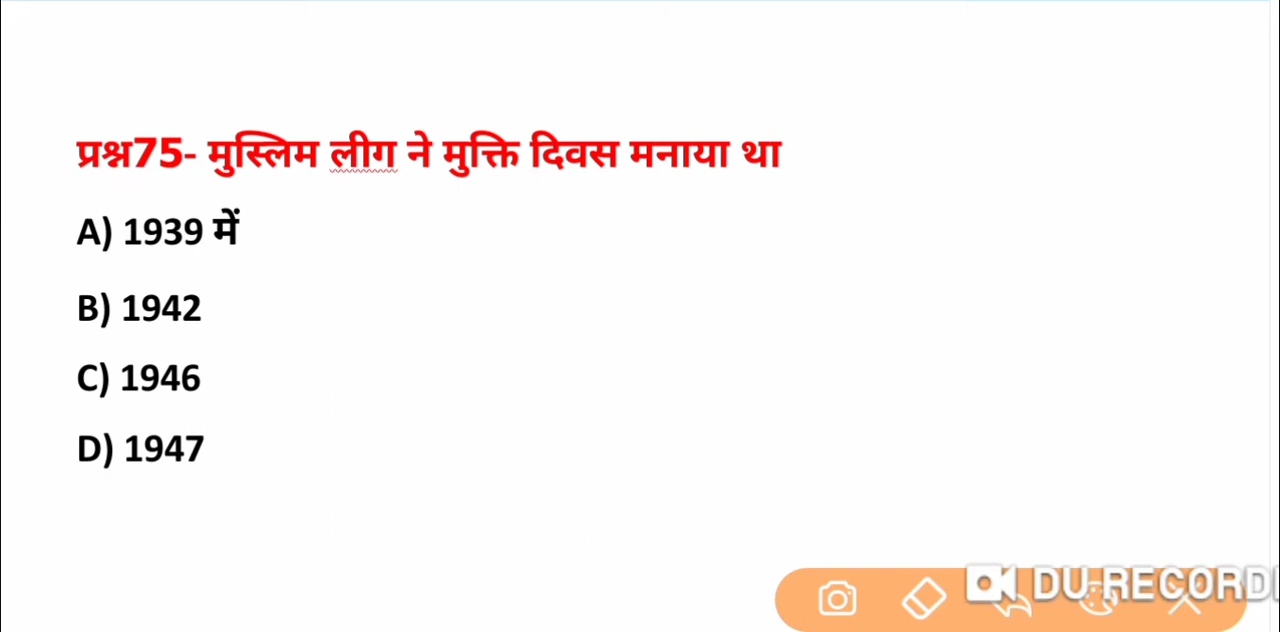 प्रश्न75- मुस्लिम लीग ने मुक्ति दिवस मनाया था
A) 1939 में
B) 1942
C) 1946
D) 1947
DU RECORD